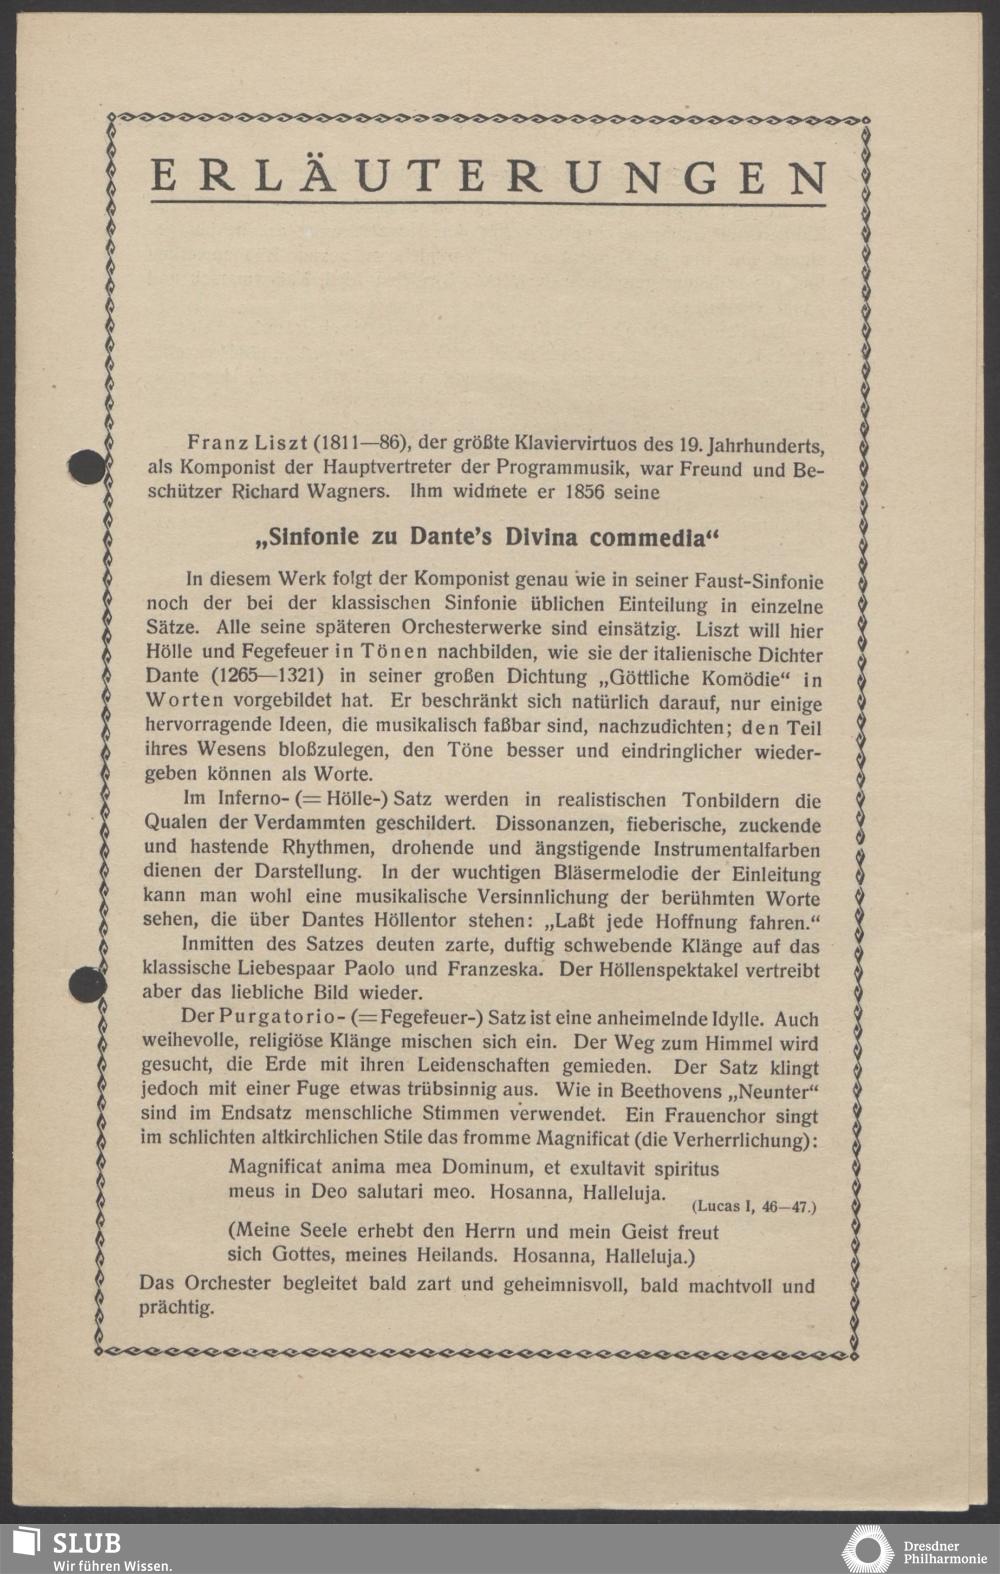 ERLÄUTERUNGEN
Franz Liszt (1811—86), der größte Klaviervirtuos des 19. Jahrhunderts,
als Komponist der Hauptvertreter der Programmusik, war Freund und Be-
schützer Richard Wagners. Ihm widmete er 1856 seine
„Sinfonie zu Dante's Divina commedia“
In diesem Werk folgt der Komponist genau wie in seiner Faust-Sinfonie
noch der bei der klassischen Sinfonie üblichen Einteilung in einzelne
Sätze. Alle seine späteren Orchesterwerke sind einsätzig. Liszt will hier
Hölle und Fegefeuer in Tönen nachbilden, wie sie der italienische Dichter
Dante (1265—1321) in seiner großen Dichtung „Göttliche Komödie“ in
Worten vorgebildet hat. Er beschränkt sich natürlich darauf, nur einige
hervorragende Ideen, die musikalisch faßbar sind, nachzudichten; den Teil
ihres Wesens bloßzulegen, den Töne besser und eindringlicher wieder-
geben können als Worte.
Im Inferno- (= Hölle-) Satz werden in realistischen Tonbildern die
Qualen der Verdammten geschildert. Dissonanzen, fieberische, zuckende
und hastende Rhythmen, drohende und ängstigende Instrumentalfarben
dienen der Darstellung. In der wuchtigen Bläsermelodie der Einleitung
kann man wohl eine musikalische Versinnlichung der berühmten Worte
sehen, die über Dantes Höllentor stehen: „Laßt jede Hoffnung fahren.“
Inmitten des Satzes deuten zarte, duftig schwebende Klänge auf das
klassische Liebespaar Paolo und Franzeska. Der Höllenspektakel vertreibt
aber das liebliche Bild wieder.
Der Purgatorio- (=Fegefeuer-) Satz ist eine anheimelnde Idylle. Auch
weihevolle, religiöse Klänge mischen sich ein. Der Weg zum Himmel wird
gesucht, die Erde mit ihren Leidenschaften gemieden. Der Satz klingt
jedoch mit einer Fuge etwas trübsinnig aus. Wie in Beethovens „Neunter“
sind im Endsatz menschliche Stimmen verwendet. Ein Frauenchor singt
im schlichten altkirchlichen Stile das fromme Magnificat (die Verherrlichung):
Magnificat anima mea Dominum, et exultavit spiritus
meus in Deo salutari meo. Hosanna, Halleluja.
(Lucas I, 46—47.)
(Meine Seele erhebt den Herrn und mein Geist freut
sich Gottes, meines Heilands. Hosanna, Halleluja.)
Das Orchester begleitet bald zart und geheimnisvoll, bald machtvoll und
prächtig.
SLUB
Wir führen Wissen.
Dresdner
Philharmonie